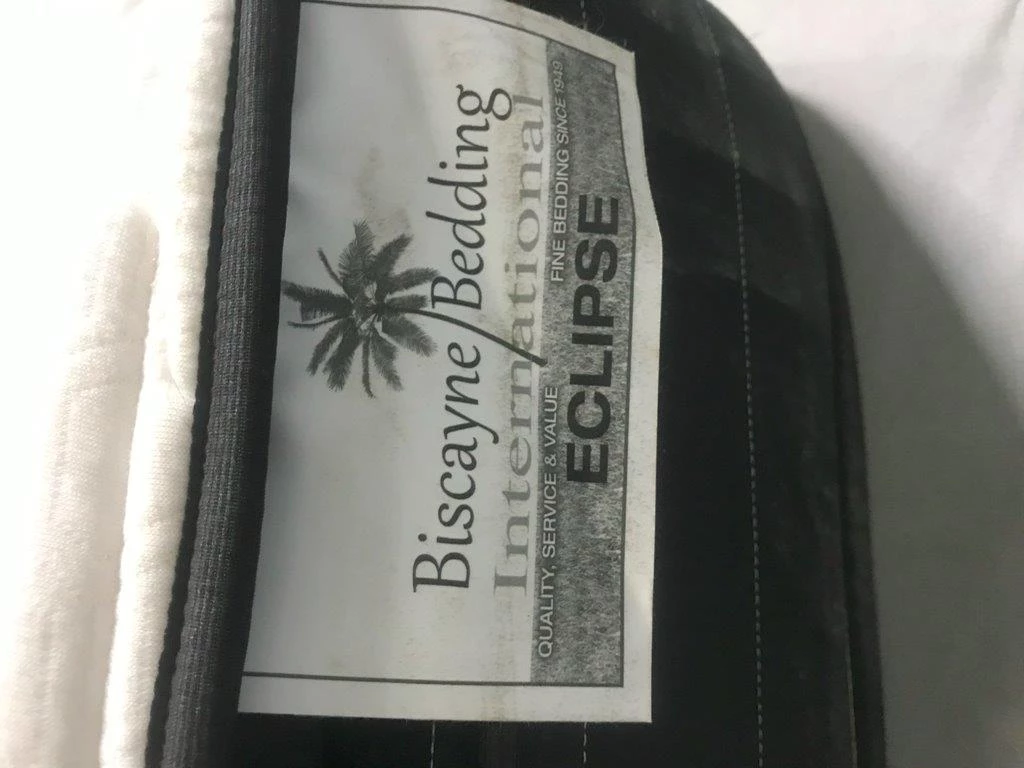 Biscayne Bedding
International
QUALITY, SERVICE & VALUE FINE BEDDING SINCE 1949
ECLIPSE